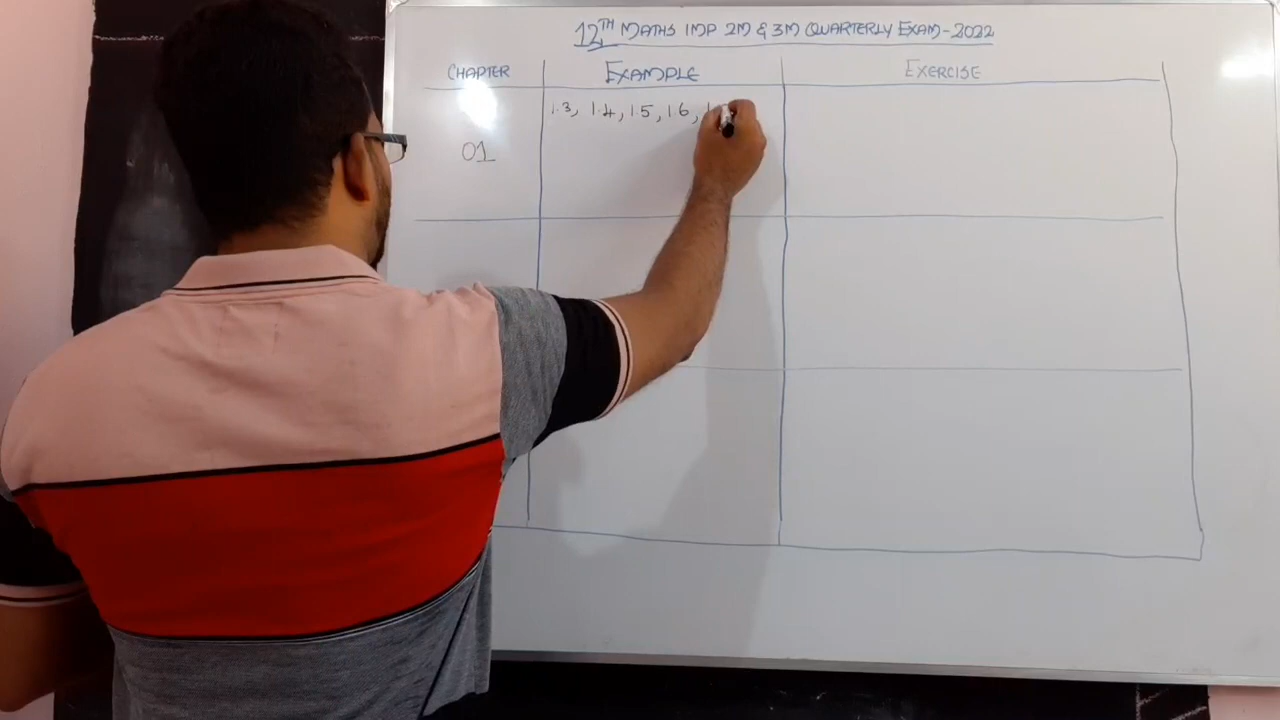 12TH MATHS IMP 2M & 3M QUARTERLY EXAM-2022
CHAPTER EXAMPLE EXERCISE
1.3, 1.4, 1.5, 1.6,
01